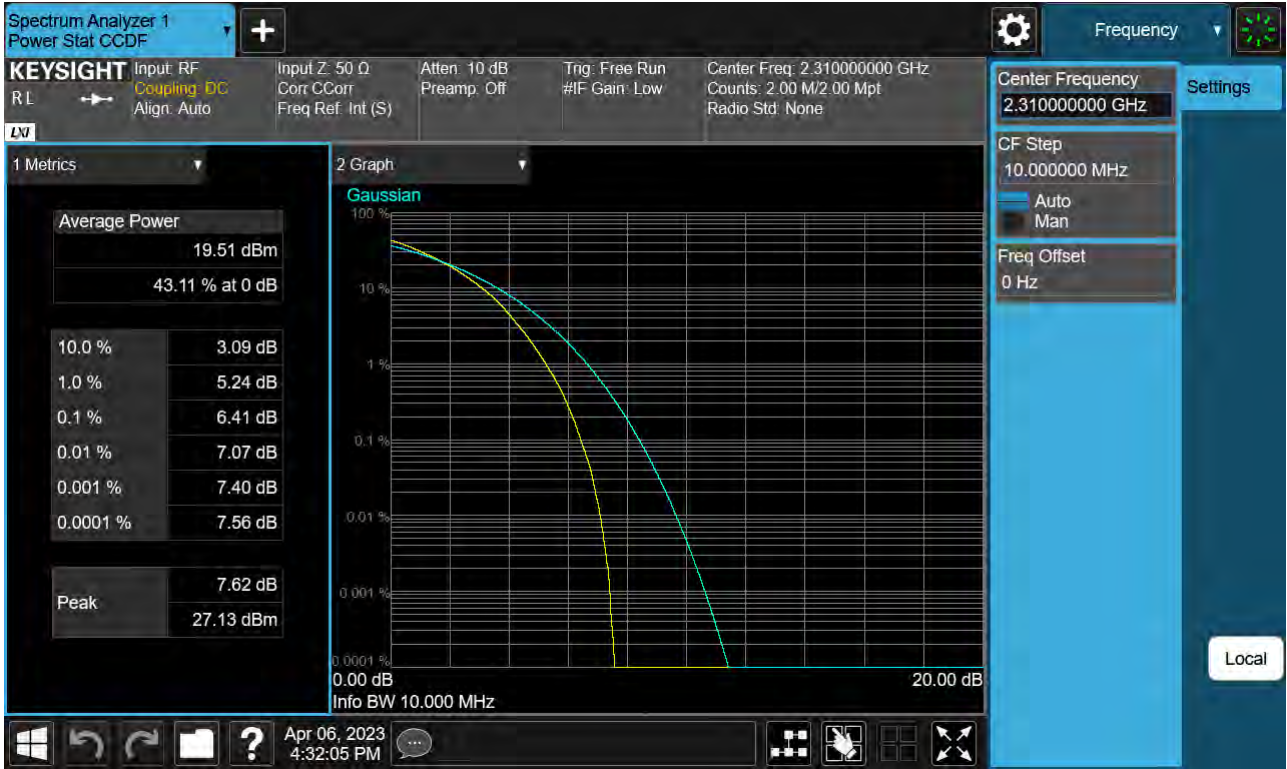 Spectrum Analyzer 1
Power Stat CCDF
Frequency
KEYSIGHT
R L
LXI
Input: RF
Coupling: DC
Align: Auto
Input Z: 50 Ω
Corr CCorr
Freq Ref: Int (S)
Atten: 10 dB
Preamp: Off
Trig: Free Run
#IF Gain: Low
Center Freq: 2.310000000 GHz
Counts: 2.00 M/2.00 Mpt
Radio Std: None
Center Frequency
2.310000000 GHz
Settings
CF Step
10.000000 MHz
Auto
Man
Freq Offset
0 Hz
Local
1 Metrics
Average Power
19.51 dBm
43.11 % at 0 dB
10.0 % 3.09 dB
1.0 % 5.24 dB
0.1 % 6.41 dB
0.01 % 7.07 dB
0.001 % 7.40 dB
0.0001 % 7.56 dB
Peak
7.62 dB
27.13 dBm
2 Graph
Gaussian
100 %
10 %
1 %
0.1 %
0.01 %
0.001 %
0.0001 %
0.00 dB 20.00 dB
Info BW 10.000 MHz
?
Apr 06, 2023
4:32:05 PM